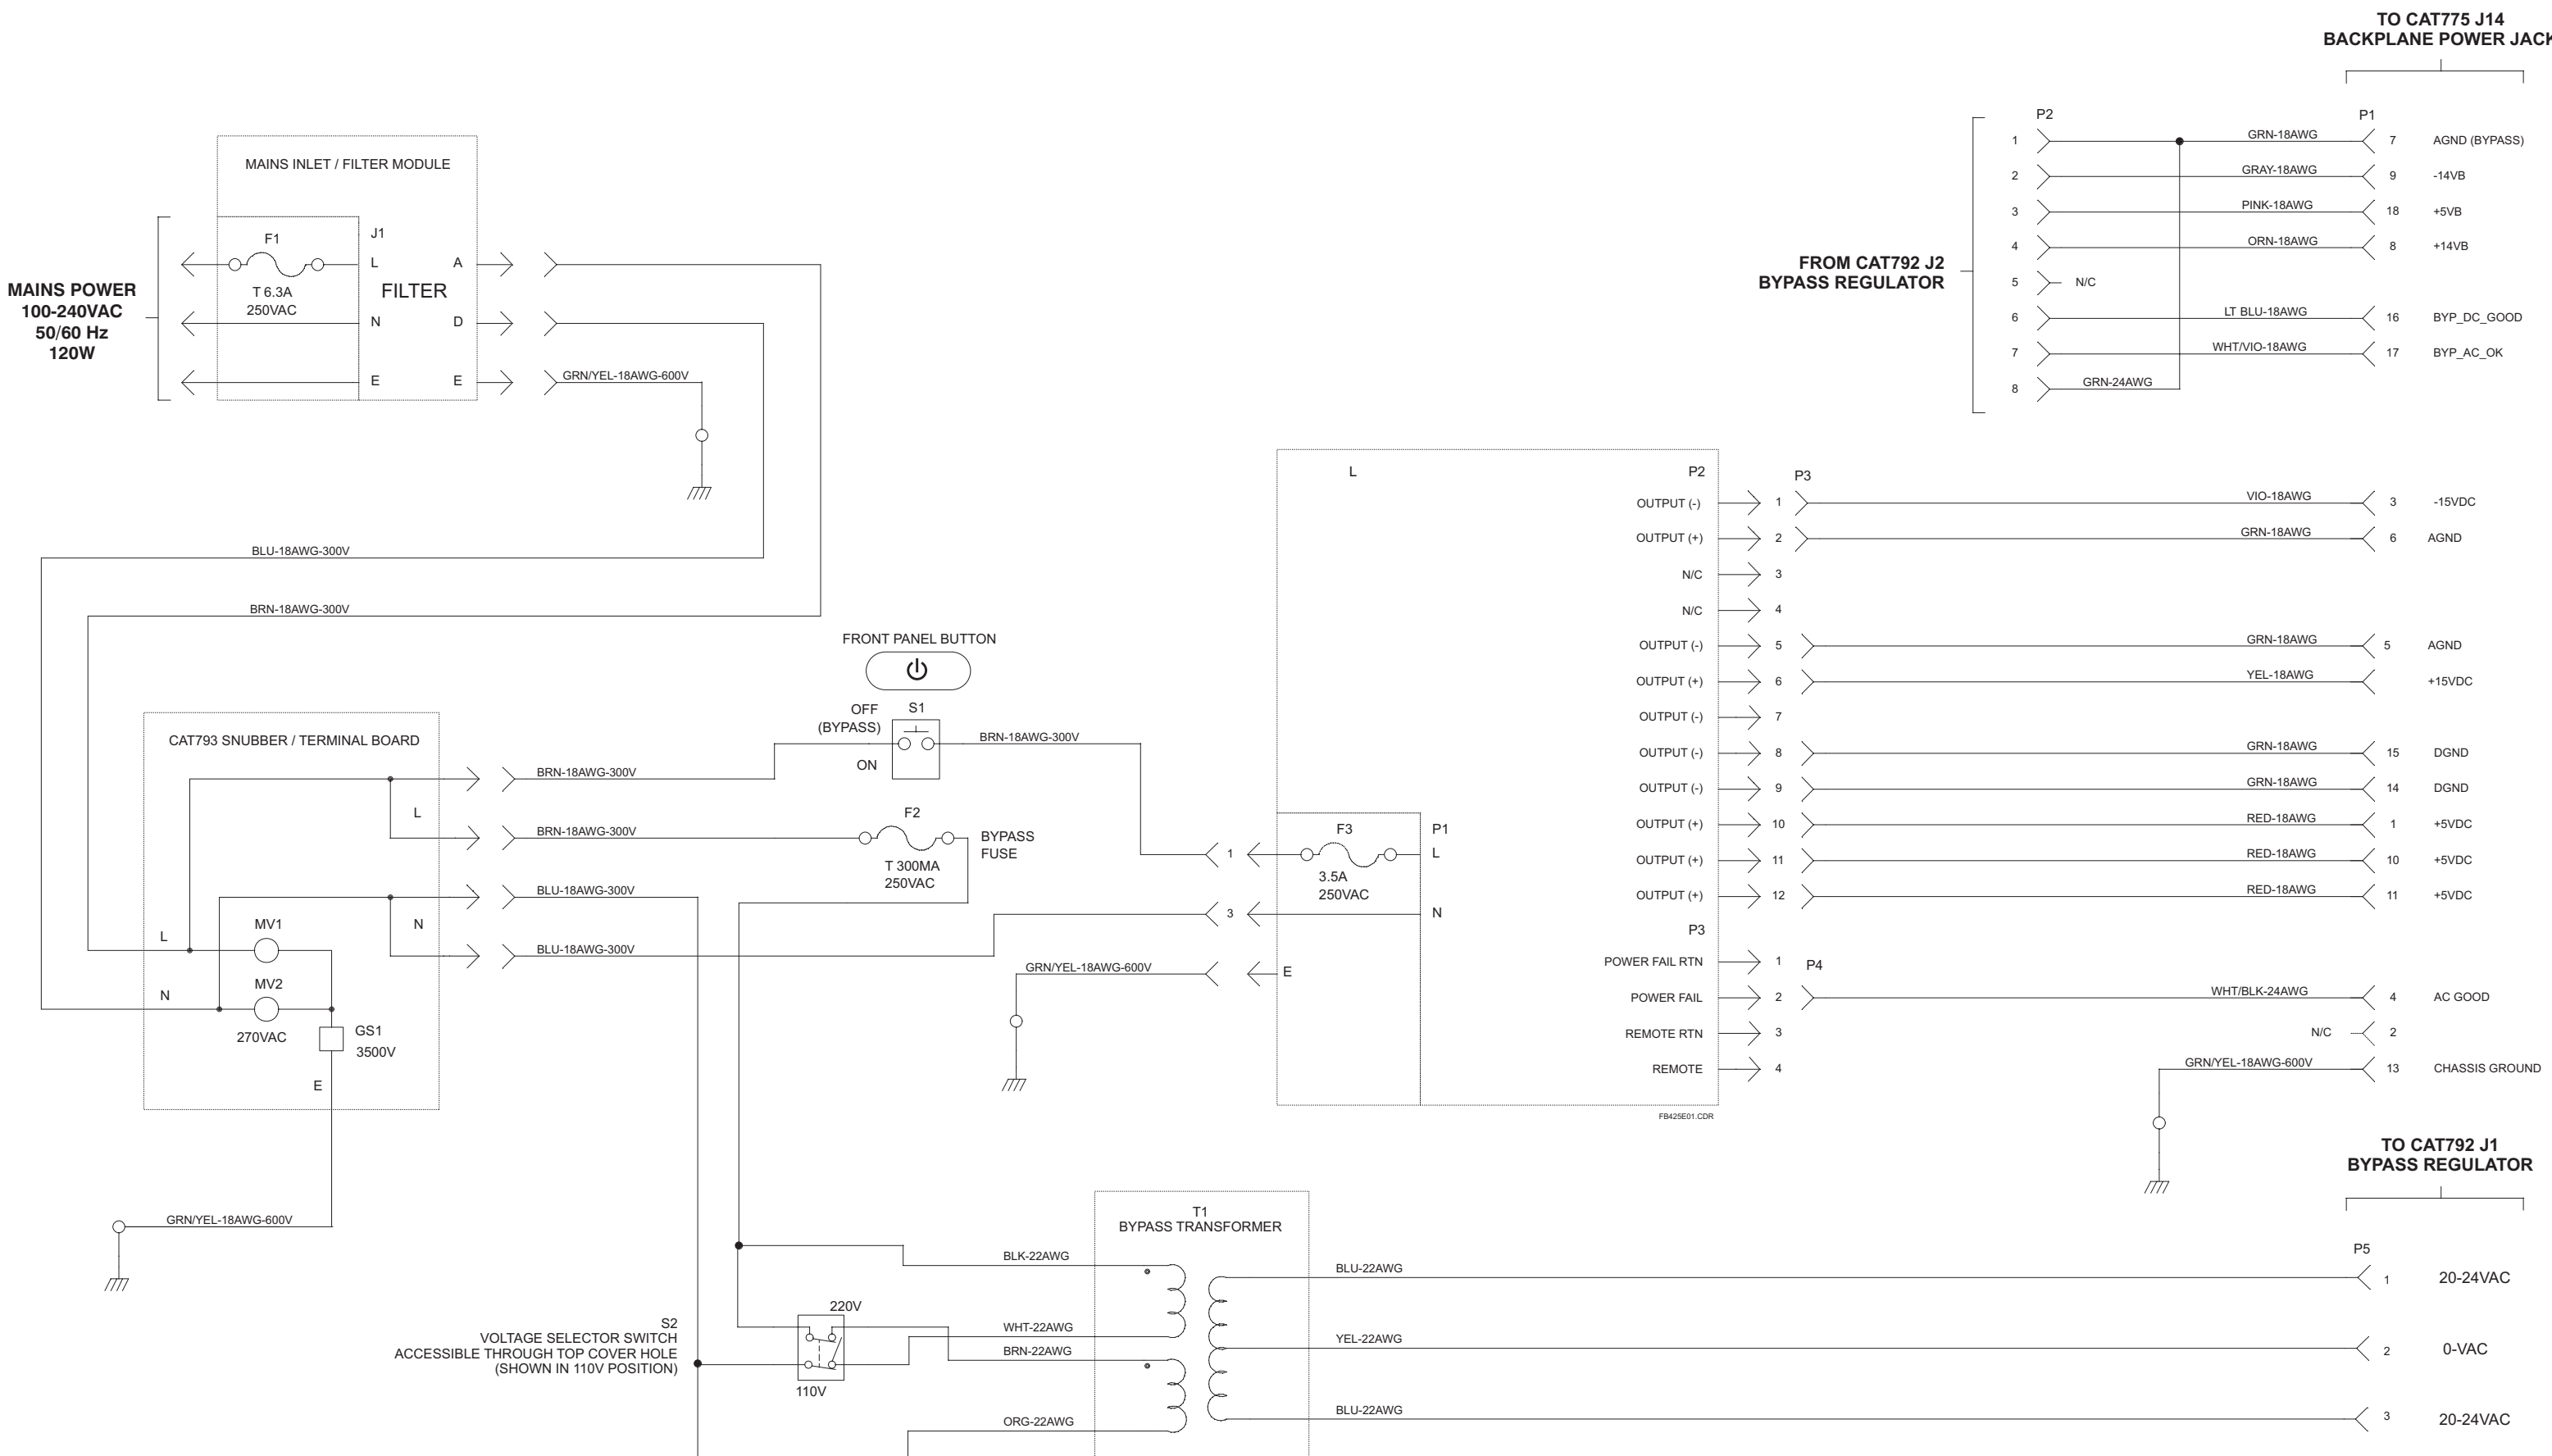 TO CAT775 J14
BACKPLANE POWER JACK
P2
P1
1
GRN-18AWG
7
AGND (BYPASS)
2
GRAY-18AWG
9
-14VB
3
PINK-18AWG
18
+5VB
4
ORN-18AWG
8
+14VB
5
N/C
6
LT BLU-18AWG
16
BYP_DC_GOOD
7
WHT/VIO-18AWG
17
BYP_AC_OK
8
GRN-24AWG
FROM CAT792 J2
BYPASS REGULATOR
MAINS INLET / FILTER MODULE
F1
J1
L
A
T 6.3A
250VAC
FILTER
N
D
E
E
MAINS POWER
100-240VAC
50/60 Hz
120W
GRN/YEL-18AWG-600V
BLU-18AWG-300V
BRN-18AWG-300V
FRONT PANEL BUTTON
OFF
(BYPASS)
S1
ON
BRN-18AWG-300V
CAT793 SNUBBER / TERMINAL BOARD
BRN-18AWG-300V
L
BRN-18AWG-300V
F2
BYPASS
FUSE
T 300MA
250VAC
BLU-18AWG-300V
N
BLU-18AWG-300V
L
MV1
N
MV2
270VAC
GS1
3500V
E
GRN/YEL-18AWG-600V
L
P2
P3
OUTPUT (-)
1
VIO-18AWG
3
-15VDC
OUTPUT (+)
2
GRN-18AWG
6
AGND
N/C
3
N/C
4
OUTPUT (-)
5
GRN-18AWG
5
AGND
OUTPUT (+)
6
YEL-18AWG
+15VDC
OUTPUT (-)
7
OUTPUT (-)
8
GRN-18AWG
15
DGND
OUTPUT (-)
9
GRN-18AWG
14
DGND
OUTPUT (+)
10
RED-18AWG
1
+5VDC
OUTPUT (+)
11
RED-18AWG
10
+5VDC
OUTPUT (+)
12
RED-18AWG
11
+5VDC
F3
P1
1
L
3.5A
250VAC
3
N
GRN/YEL-18AWG-600V
E
P3
POWER FAIL RTN
1
P4
POWER FAIL
2
WHT/BLK-24AWG
4
AC GOOD
REMOTE RTN
3
N/C
2
REMOTE
4
GRN/YEL-18AWG-600V
13
CHASSIS GROUND
FB425E01.CDR
TO CAT792 J1
BYPASS REGULATOR
T1
BYPASS TRANSFORMER
P5
BLK-22AWG
BLU-22AWG
1
20-24VAC
220V
S2
VOLTAGE SELECTOR SWITCH
ACCESSIBLE THROUGH TOP COVER HOLE
(SHOWN IN 110V POSITION)
WHT-22AWG
YEL-22AWG
2
0-VAC
BRN-22AWG
110V
ORG-22AWG
BLU-22AWG
3
20-24VAC